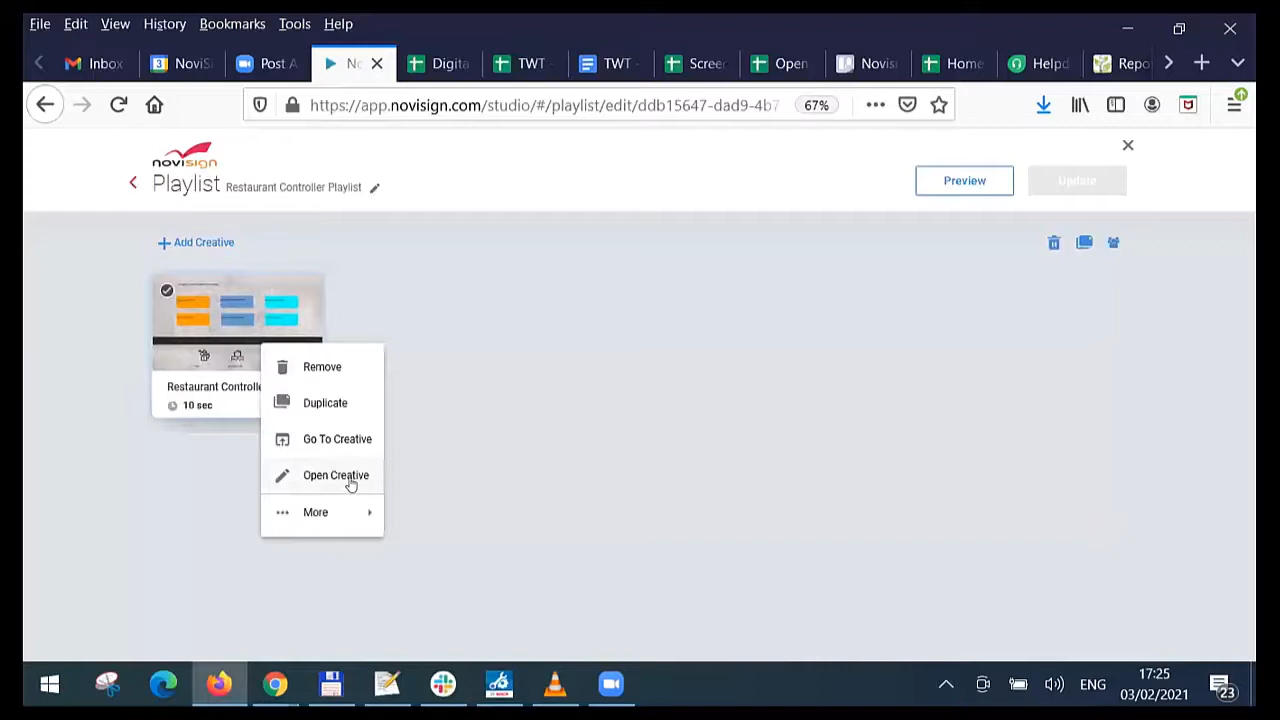 File Edit View History Bookmarks Tools Help
Inbox
3 NoviSi
Post A
No
Digita
TWT -
TWT -
Scree
Open
Novis
Home
Helpd
Repo
https://app.novisign.com/studio/#/playlist/edit/ddb15647-dad9-4b7
67%
novisign
Playlist Restaurant Controller Playlist
Preview
Update
Add Creative
Restaurant Controlle
10 sec
Remove
Duplicate
Go To Creative
Open Creative
More
ENG
17:25
03/02/2021
23